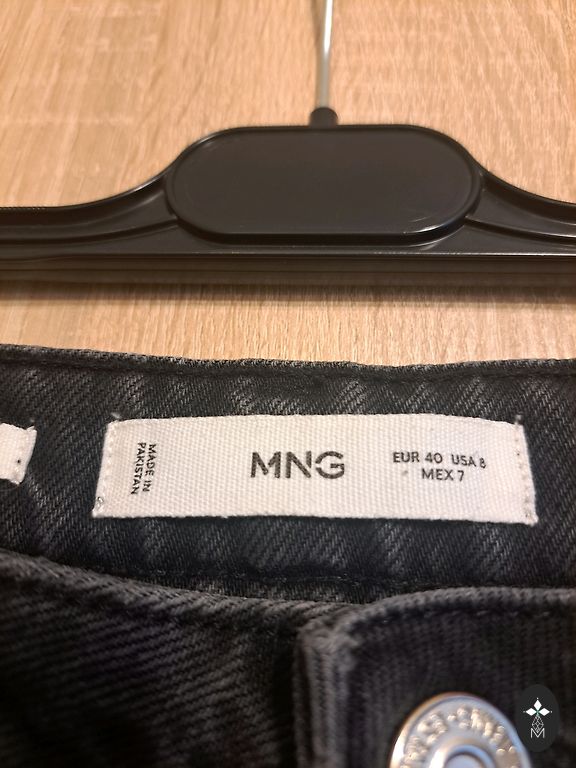 MADE IN
PAKISTAN
MNG
EUR 40 USA 8
MEX 7